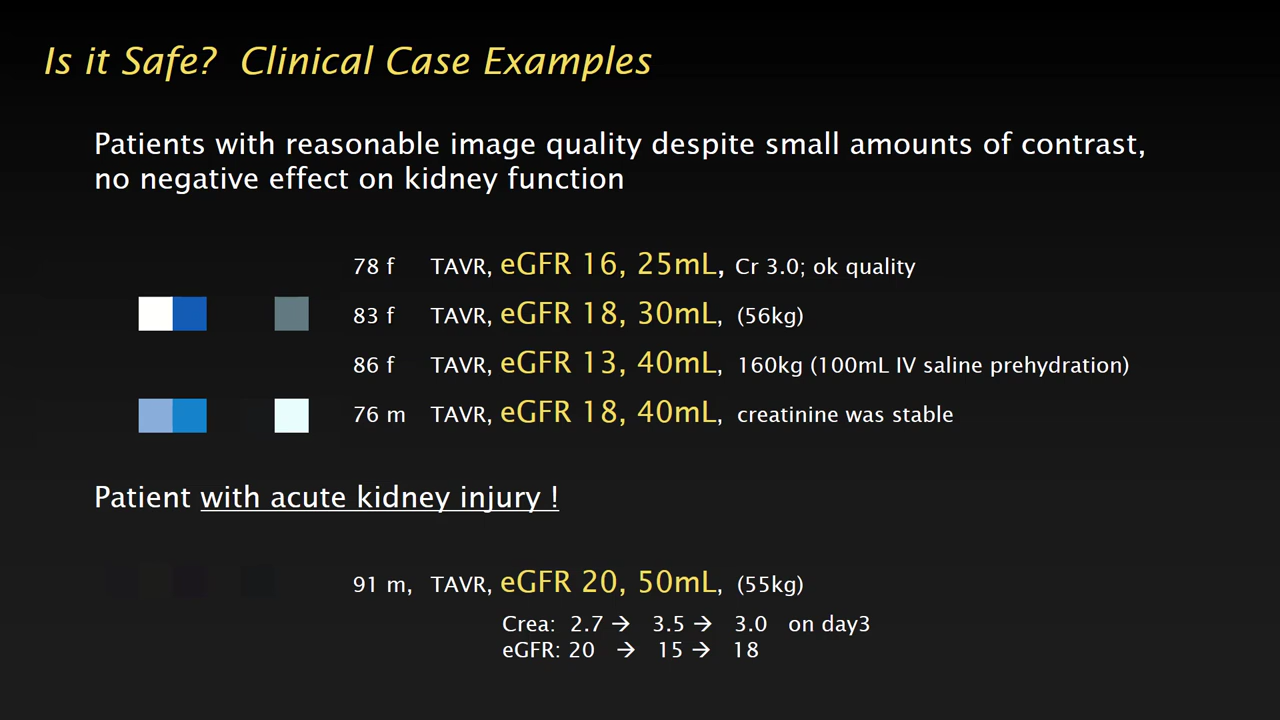 Is it Safe?  Clinical Case Examples
Patients with reasonable image quality despite small amounts of contrast,
no negative effect on kidney function
78 f TAVR, eGFR 16, 25mL, Cr 3.0; ok quality
83 f TAVR, eGFR 18, 30mL, (56kg)
86 f TAVR, eGFR 13, 40mL, 160kg (100mL IV saline prehydration)
76 m TAVR, eGFR 18, 40mL, creatinine was stable
Patient with acute kidney injury !
91 m, TAVR, eGFR 20, 50mL, (55kg)
Crea: 2.7 → 3.5 → 3.0 on day3
eGFR: 20 → 15 → 18